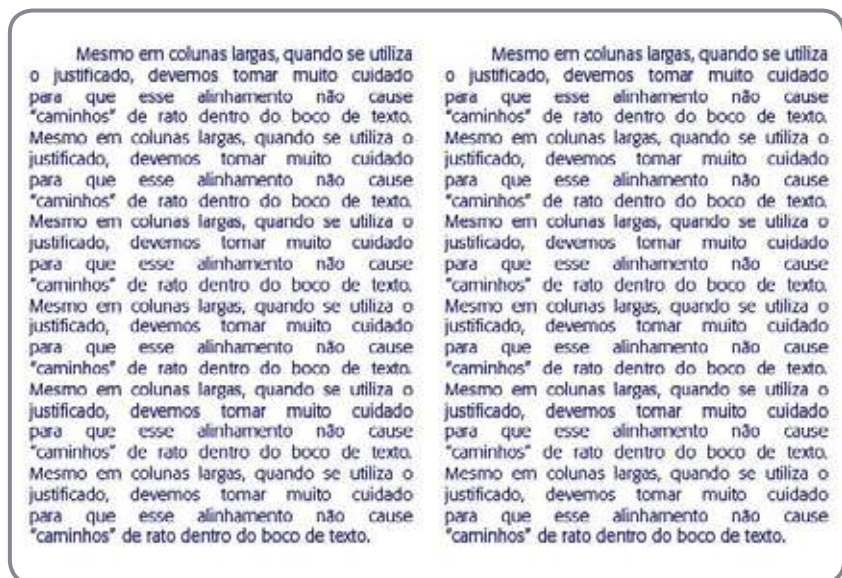 Mesmo em colunas largas, quando se utiliza
o justificado, devemos tomar muito cuidado
para que esse alinhamento não cause
"caminhos" de rato dentro do boco de texto.
Mesmo em colunas largas, quando se utiliza o
justificado, devemos tomar muito cuidado
para que esse alinhamento não cause
"caminhos" de rato dentro do boco de texto.
Mesmo em colunas largas, quando se utiliza o
justificado, devemos tomar muito cuidado
para que esse alinhamento não cause
"caminhos" de rato dentro do boco de texto.
Mesmo em colunas largas, quando se utiliza o
justificado, devemos tomar muito cuidado
para que esse alinhamento não cause
"caminhos" de rato dentro do boco de texto.
Mesmo em colunas largas, quando se utiliza o
justificado, devemos tomar muito cuidado
para que esse alinhamento não cause
"caminhos" de rato dentro do boco de texto.
Mesmo em colunas largas, quando se utiliza o
justificado, devemos tomar muito cuidado
para que esse alinhamento não cause
"caminhos" de rato dentro do boco de texto.
Mesmo em colunas largas, quando se utiliza
o justificado, devemos tomar muito cuidado
para que esse alinhamento não cause
"caminhos" de rato dentro do boco de texto.
Mesmo em colunas largas, quando se utiliza o
justificado, devemos tomar muito cuidado
para que esse alinhamento não cause
"caminhos" de rato dentro do boco de texto.
Mesmo em colunas largas, quando se utiliza o
justificado, devemos tomar muito cuidado
para que esse alinhamento não cause
"caminhos" de rato dentro do boco de texto.
Mesmo em colunas largas, quando se utiliza o
justificado, devemos tomar muito cuidado
para que esse alinhamento não cause
"caminhos" de rato dentro do boco de texto.
Mesmo em colunas largas, quando se utiliza o
justificado, devemos tomar muito cuidado
para que esse alinhamento não cause
"caminhos" de rato dentro do boco de texto.
Mesmo em colunas largas, quando se utiliza o
justificado, devemos tomar muito cuidado
para que esse alinhamento não cause
"caminhos" de rato dentro do boco de texto.